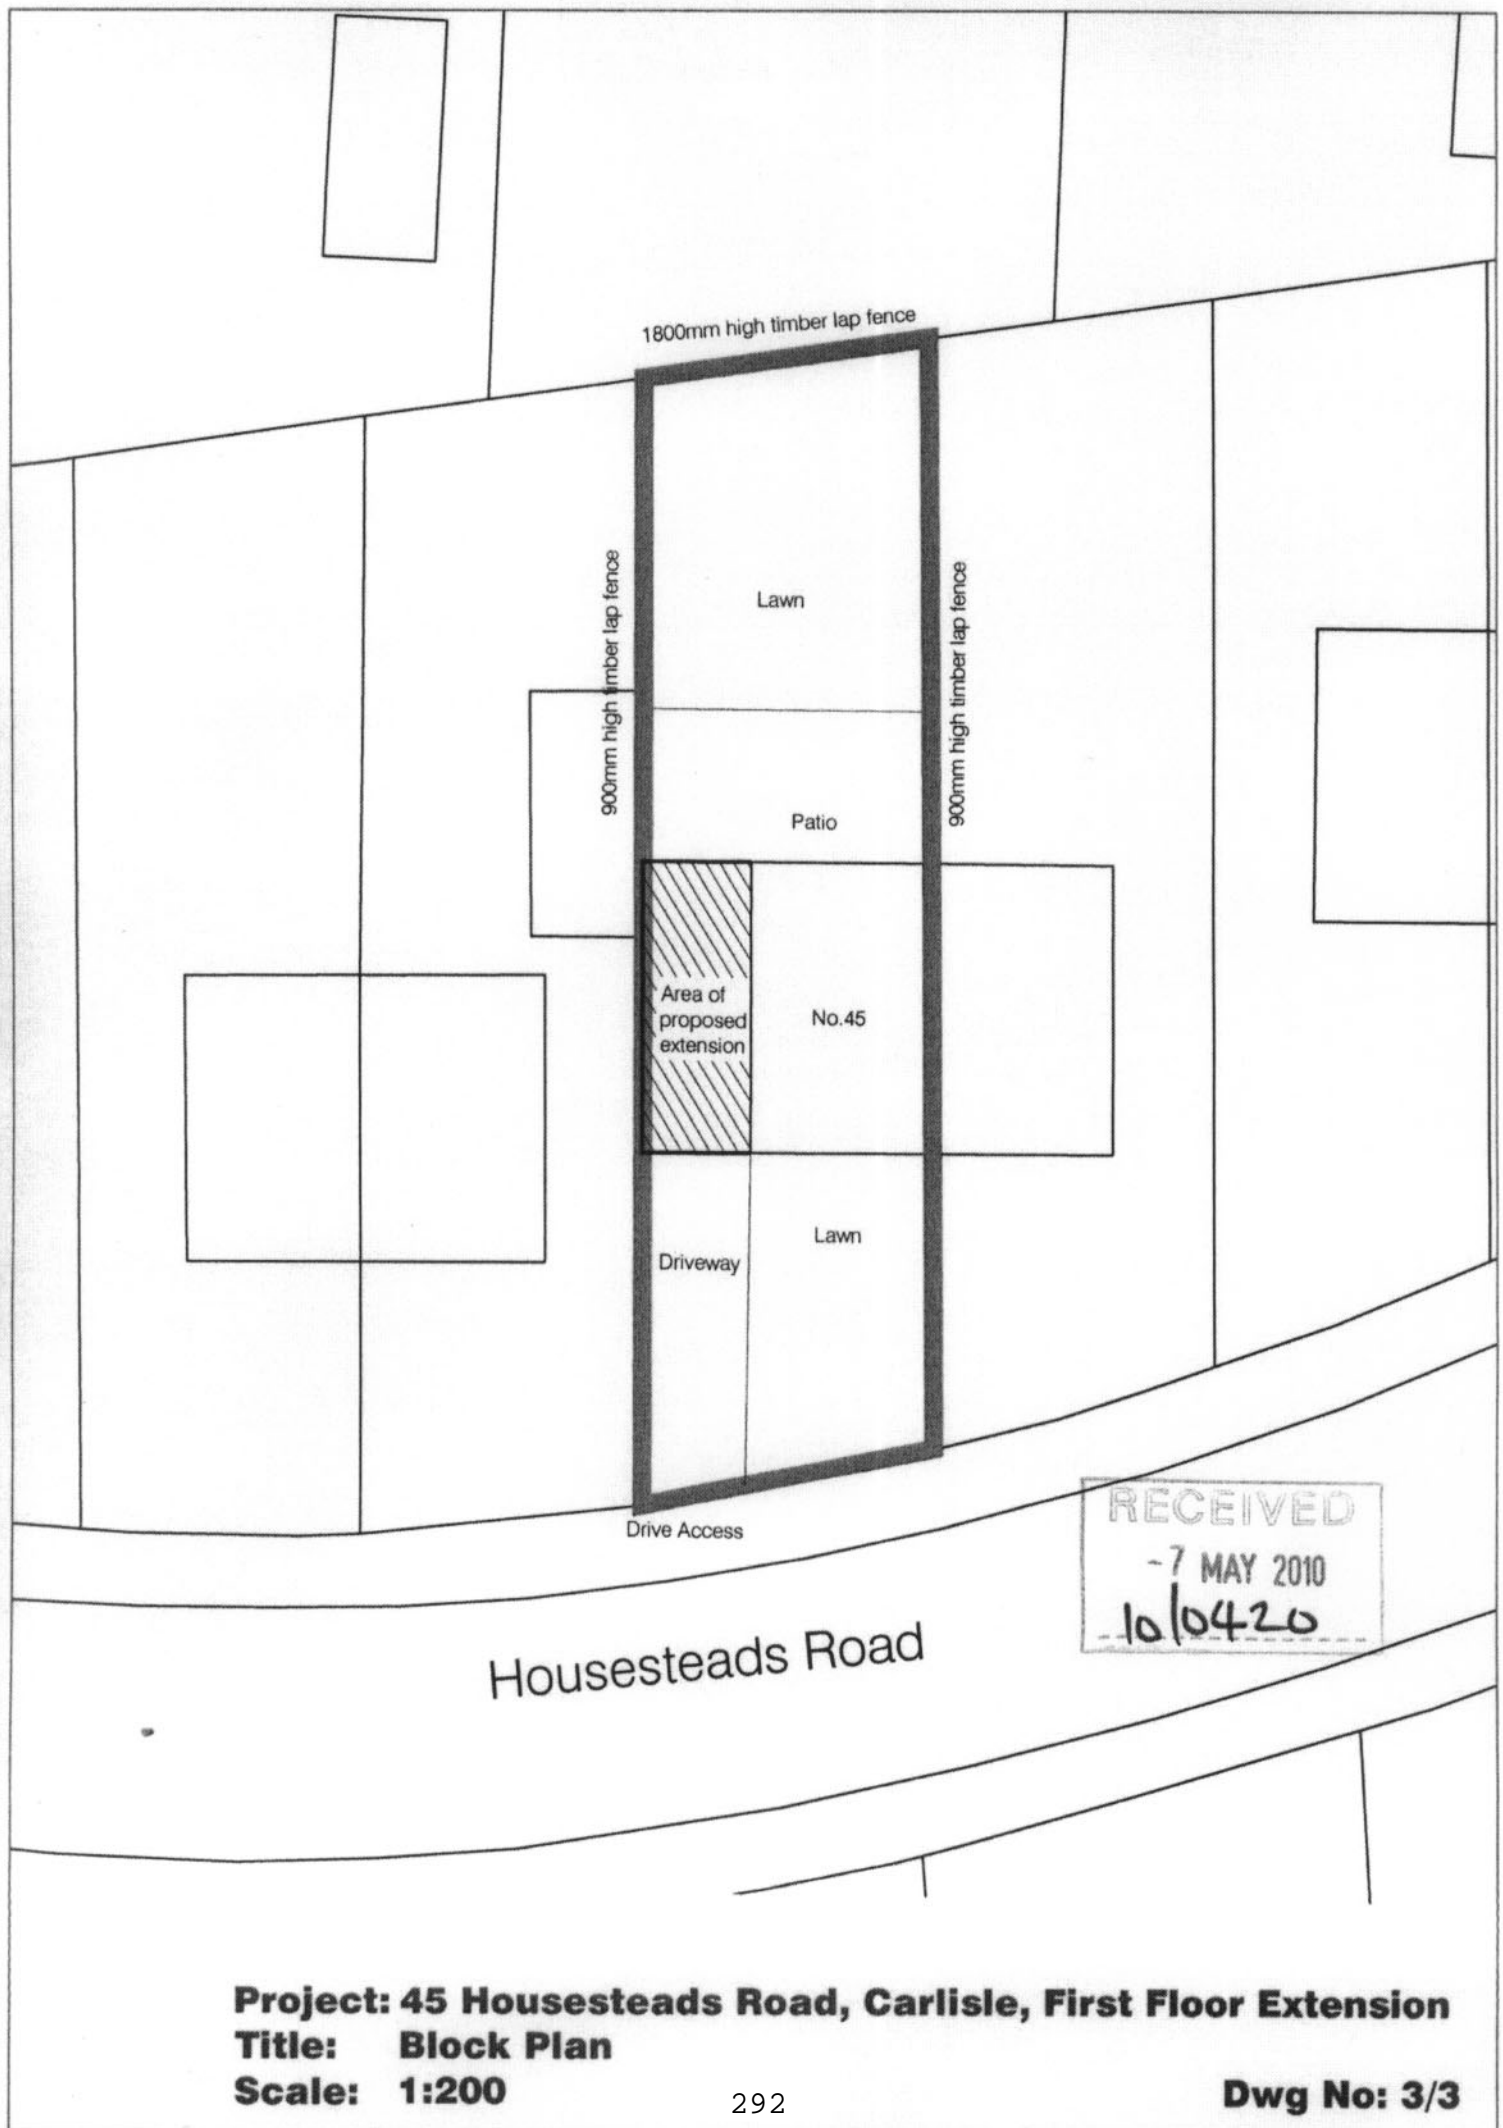 1800mm high timber lap fence
900mm high timber lap fence
Lawn
900mm high timber lap fence
Patio
Area of
proposed
extension
No.45
Lawn
Driveway
Drive Access
RECEIVED
-7 MAY 2010
10/0420
Housesteads Road
Project: 45 Housesteads Road, Carlisle, First Floor Extension
Title: Block Plan
Scale: 1:200
292
Dwg No: 3/3